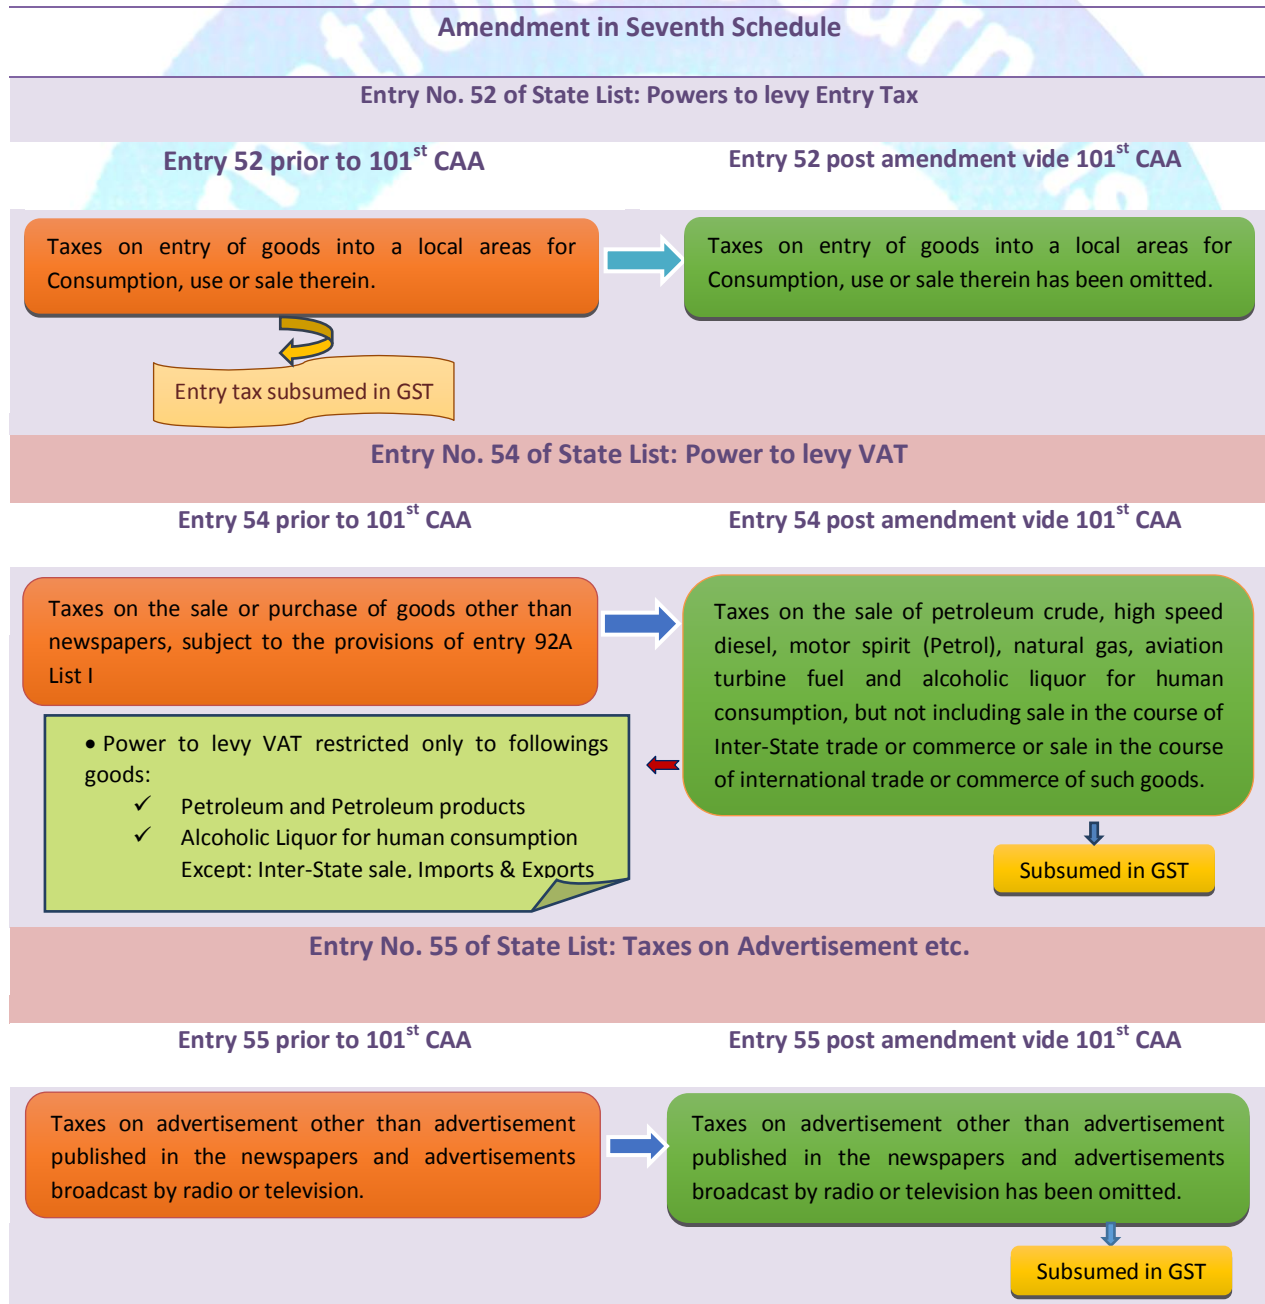 Amendment in Seventh Schedule
Entry No. 52 of State List: Powers to levy Entry Tax
Entry 52 prior to 101st CAA
Entry 52 post amendment vide 101st CAA
Taxes on entry of goods into a local areas for
Consumption, use or sale therein.
Taxes on entry of goods into a local areas for
Consumption, use or sale therein has been omitted.
Entry tax subsumed in GST
Entry No. 54 of State List: Power to levy VAT
Entry 54 prior to 101st CAA
Entry 54 post amendment vide 101st CAA
Taxes on the sale or purchase of goods other than
newspapers, subject to the provisions of entry 92A
List I
Taxes on the sale of petroleum crude, high speed
diesel, motor spirit (Petrol), natural gas, aviation
turbine fuel and alcoholic liquor for human
consumption, but not including sale in the course of
Inter-State trade or commerce or sale in the course
of international trade or commerce of such goods.
• Power to levy VAT restricted only to followings
goods:
✓ Petroleum and Petroleum products
✓ Alcoholic Liquor for human consumption
Except: Inter-State sale, Imports & Exports
Subsumed in GST
Entry No. 55 of State List: Taxes on Advertisement etc.
Entry 55 prior to 101st CAA
Entry 55 post amendment vide 101st CAA
Taxes on advertisement other than advertisement
published in the newspapers and advertisements
broadcast by radio or television.
Taxes on advertisement other than advertisement
published in the newspapers and advertisements
broadcast by radio or television has been omitted.
Subsumed in GST